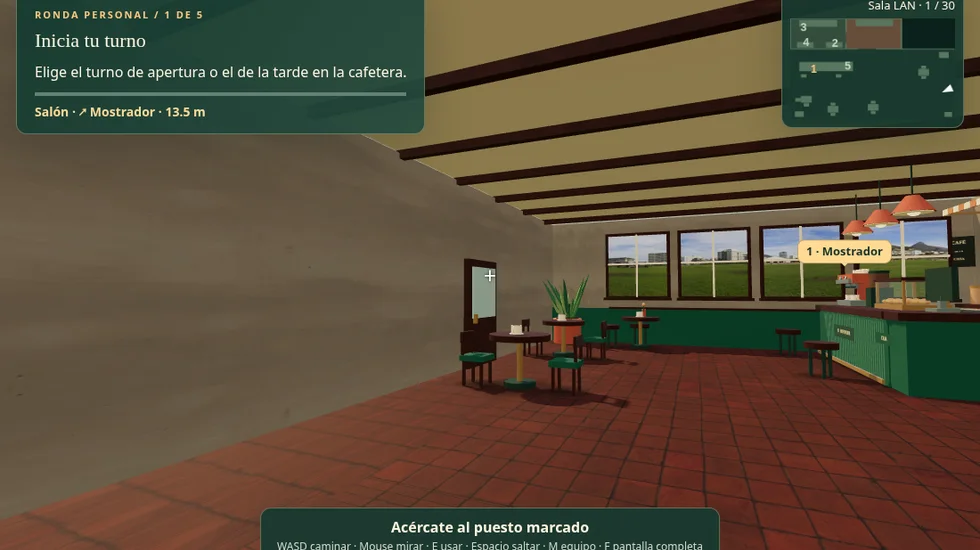 RONDA PERSONAL / 1 DE 5
Inicia tu turno
Elige el turno de apertura o el de la tarde en la cafetera.
Salón · ↗ Mostrador · 13.5 m
Sala LAN · 1 / 30
3
4 2
1 5
1 · Mostrador
CAFE
Acércate al puesto marcado
WASD caminar · Mouse mirar · E usar · Espacio saltar · M equipo · F pantalla completa